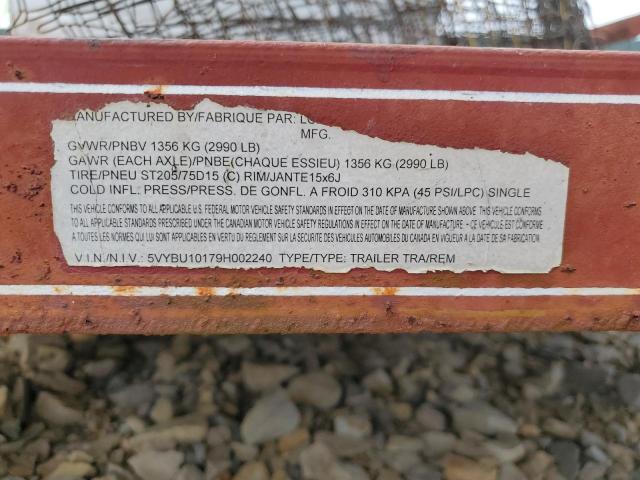 MANUFACTURED BY/FABRIQUE PAR:
MFG.
GVWR/PNBV 1356 KG (2990 LB)
GAWR (EACH AXLE)/PNBE(CHAQUE ESSIEU) 1356 KG (2990 LB)
TIRE/PNEU ST205/75D15 (C) RIM/JANTE15x6J
COLD INFL. PRESS/PRESS. DE GONFL. A FROID 310 KPA (45 PSI/LPC) SINGLE
THIS VEHICLE CONFORMS TO ALL APPLICABLE U.S. FEDERAL MOTOR VEHICLE SAFETY STANDARDS IN EFFECT ON THE DATE OF MANUFACTURE SHOWN ABOVE. / THIS VEHICLE CONFORMS
TO ALL APPLICABLE STANDARDS PRESCRIBED UNDER THE CANADIAN MOTOR VEHICLE SAFETY REGULATIONS IN EFFECT ON THE DATE OF MANUFACTURE - CE VEHICULE EST CONFORME
A TOUTES LES NORMES QUI LUI SONT APPLICABLES EN VERTU DU REGLEMENT SUR LA SECURITE DES VEHICULES AUTOMOBILES DU CANADA EN VIGUEUR A LA DATE DE SA FABRICATION.
V.I.N./N.I.V.: 5VYBU10179H002240 TYPE/TYPE: TRAILER TRA/REM